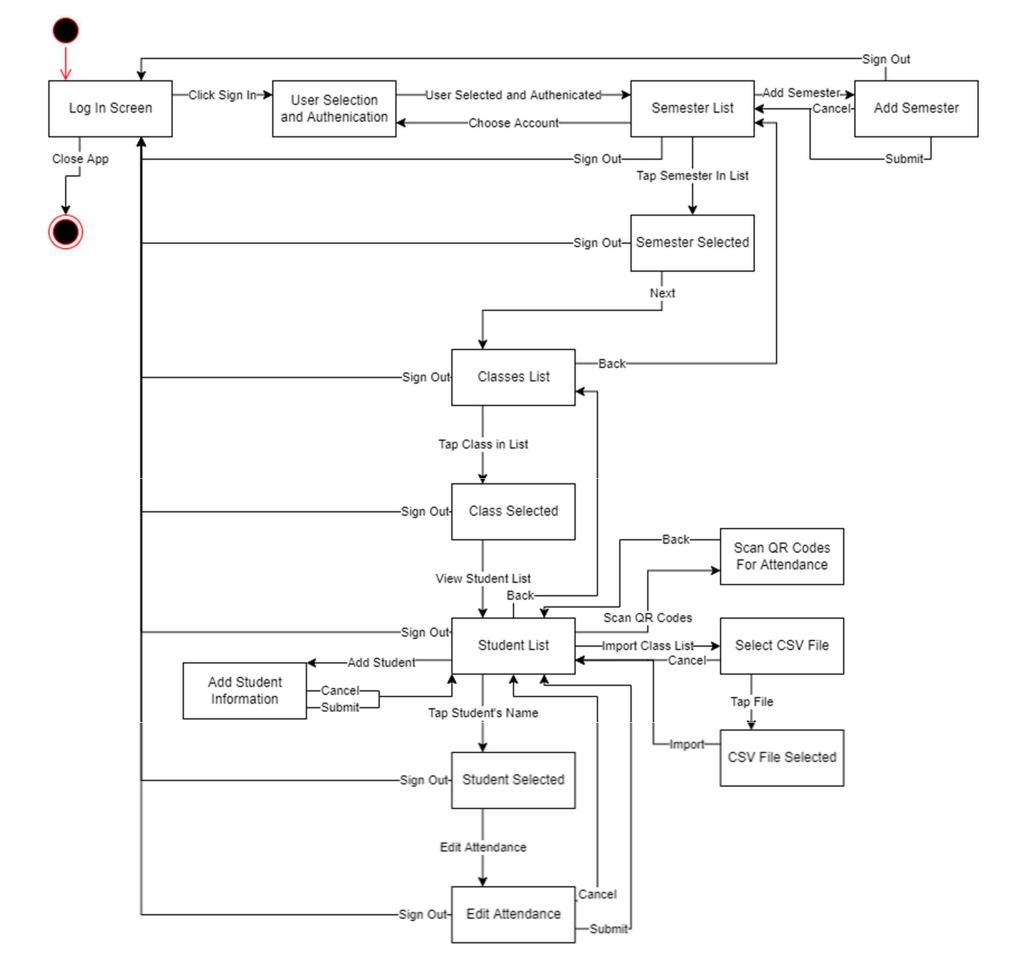 Sign Out
Log In Screen
Click Sign In
User Selection
and Authenication
User Selected and Authenicated
Choose Account
Semester List
Add Semester
Cancel
Add Semester
Submit
Close App
Sign Out
Tap Semester In List
Sign Out
Semester Selected
Next
Sign Out
Classes List
Back
Tap Class in List
Sign Out
Class Selected
Back
Scan QR Codes
For Attendance
View Student List
Back
Scan QR Codes
Sign Out
Student List
Import Class List
Select CSV File
Cancel
Add Student
Add Student
Information
Cancel
Submit
Tap Student's Name
Tap File
Import
CSV File Selected
Sign Out
Student Selected
Edit Attendance
Cancel
Sign Out
Edit Attendance
Submit